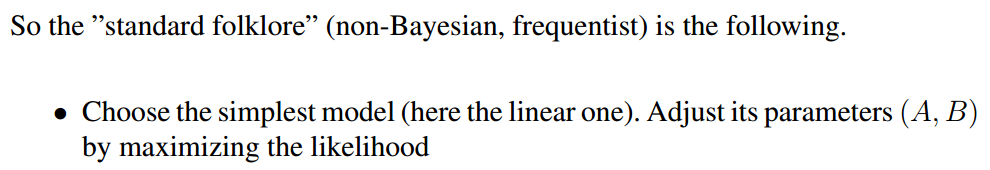 So the ”standard folklore” (non-Bayesian, frequentist) is the following.
• Choose the simplest model (here the linear one). Adjust its parameters (A, B)
by maximizing the likelihood